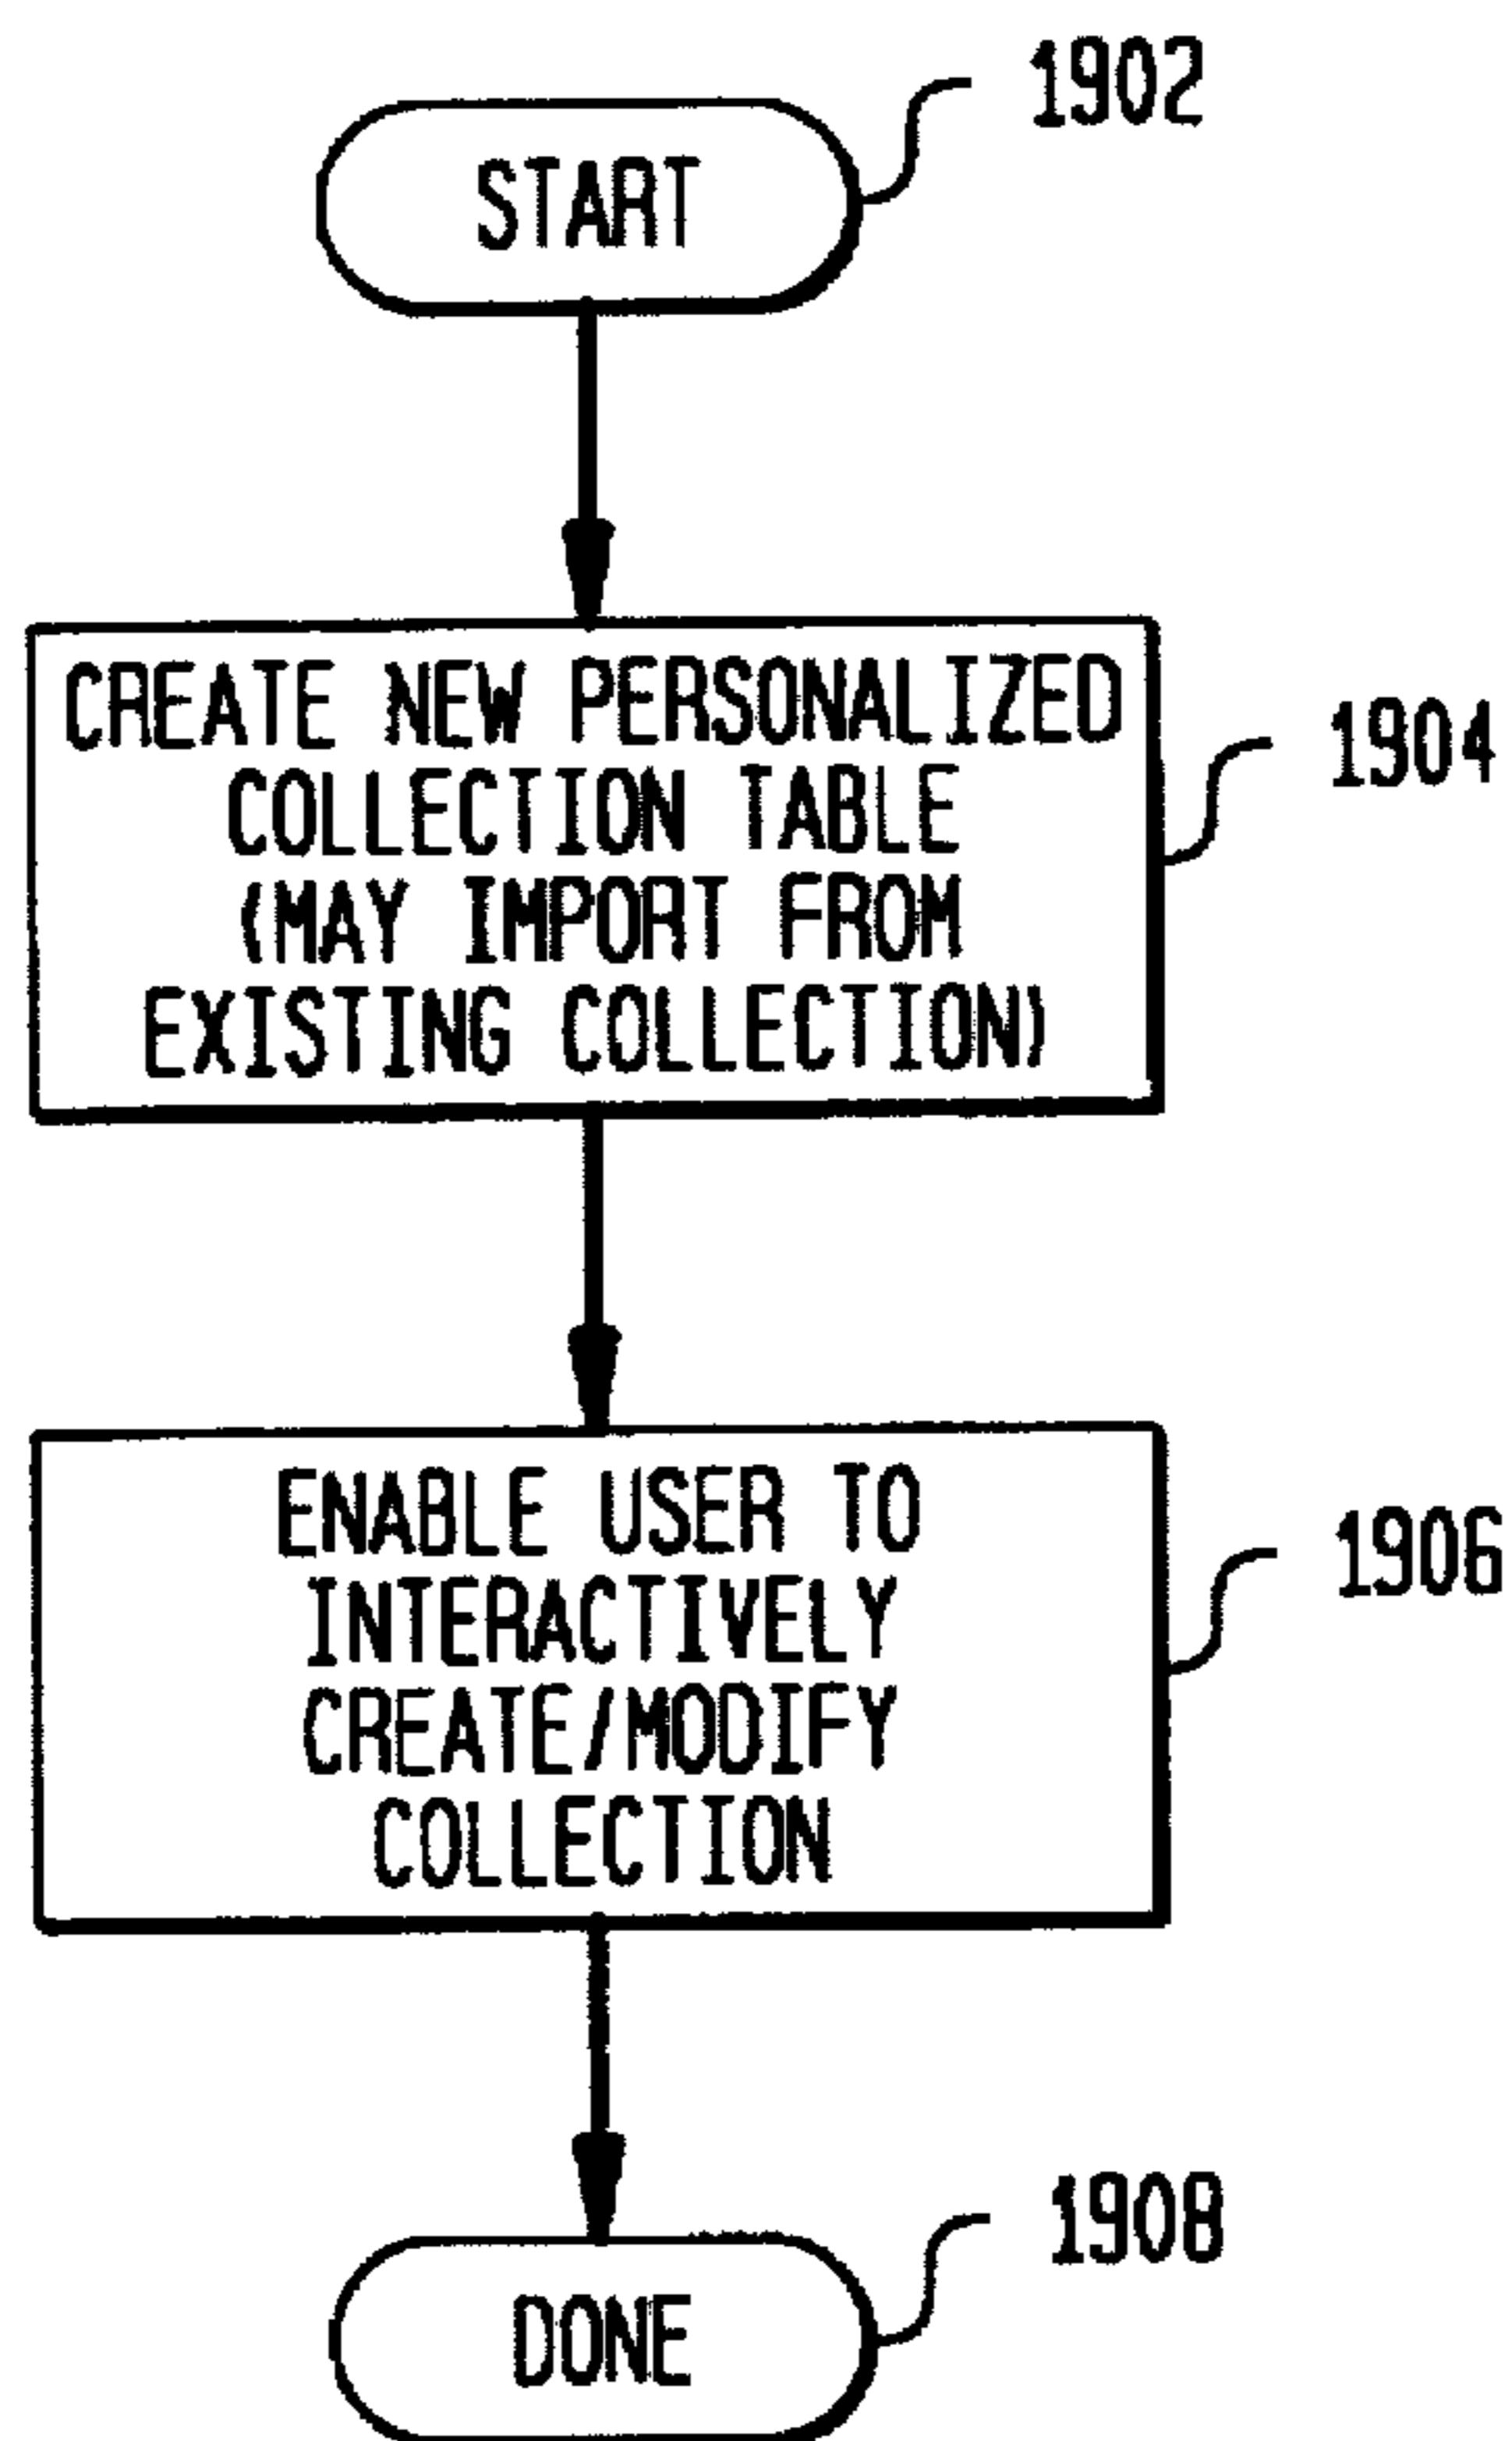 1902
START
CREATE NEW PERSONALIZED
COLLECTION TABLE
(MAY IMPORT FROM
EXISTING COLLECTION)
1904
ENABLE USER TO
INTERACTIVELY
CREATE/MODIFY
COLLECTION
1906
1908
DONE